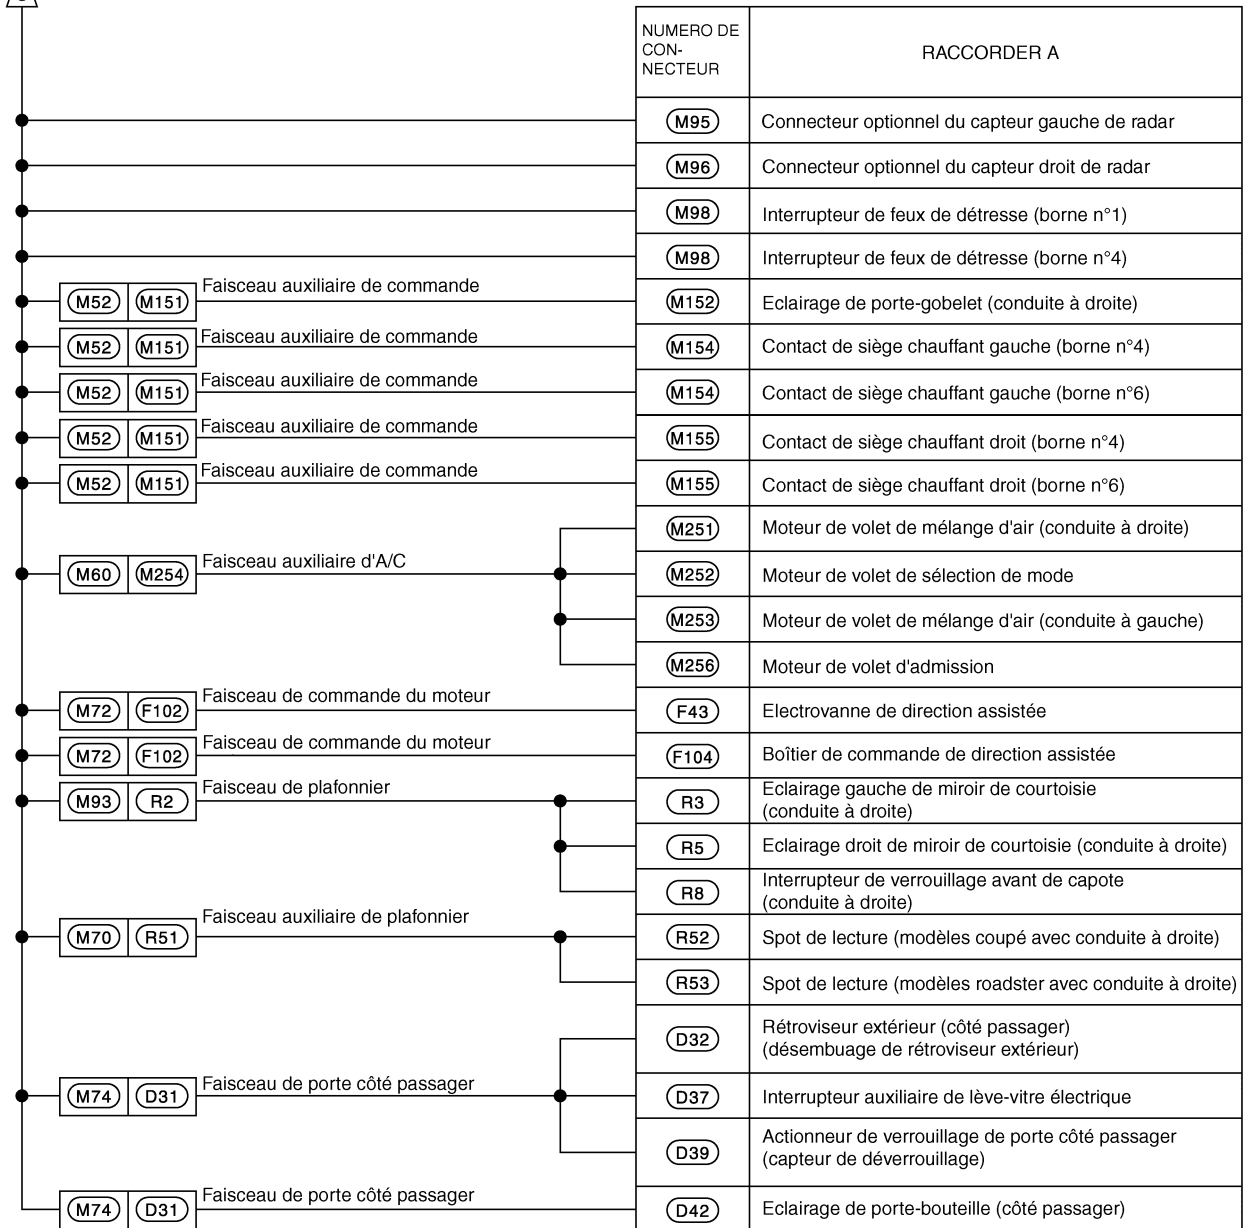 NUMERO DE
CON-
NECTEUR
RACCORDER A
M95 Connecteur optionnel du capteur gauche de radar
M96 Connecteur optionnel du capteur droit de radar
M98 Interrupteur de feux de détresse (borne n°1)
M98 Interrupteur de feux de détresse (borne n°4)
M52 M151 Faisceau auxiliaire de commande M152 Eclairage de porte-gobelet (conduite à droite)
M52 M151 Faisceau auxiliaire de commande M154 Contact de siège chauffant gauche (borne n°4)
M52 M151 Faisceau auxiliaire de commande M154 Contact de siège chauffant gauche (borne n°6)
M52 M151 Faisceau auxiliaire de commande M155 Contact de siège chauffant droit (borne n°4)
M52 M151 Faisceau auxiliaire de commande M155 Contact de siège chauffant droit (borne n°6)
M251 Moteur de volet de mélange d'air (conduite à droite)
M60 M254 Faisceau auxiliaire d'A/C M252 Moteur de volet de sélection de mode
M253 Moteur de volet de mélange d'air (conduite à gauche)
M256 Moteur de volet d'admission
M72 F102 Faisceau de commande du moteur F43 Electrovanne de direction assistée
M72 F102 Faisceau de commande du moteur F104 Boîtier de commande de direction assistée
M93 R2 Faisceau de plafonnier R3 Eclairage gauche de miroir de courtoisie
(conduite à droite)
R5 Eclairage droit de miroir de courtoisie (conduite à droite)
R8 Interrupteur de verrouillage avant de capote
(conduite à droite)
M70 R51 Faisceau auxiliaire de plafonnier R52 Spot de lecture (modèles coupé avec conduite à droite)
R53 Spot de lecture (modèles roadster avec conduite à droite)
D32 Rétroviseur extérieur (côté passager)
(désembuage de rétroviseur extérieur)
M74 D31 Faisceau de porte côté passager D37 Interrupteur auxiliaire de lève-vitre électrique
D39 Actionneur de verrouillage de porte côté passager
(capteur de déverrouillage)
M74 D31 Faisceau de porte côté passager D42 Eclairage de porte-bouteille (côté passager)